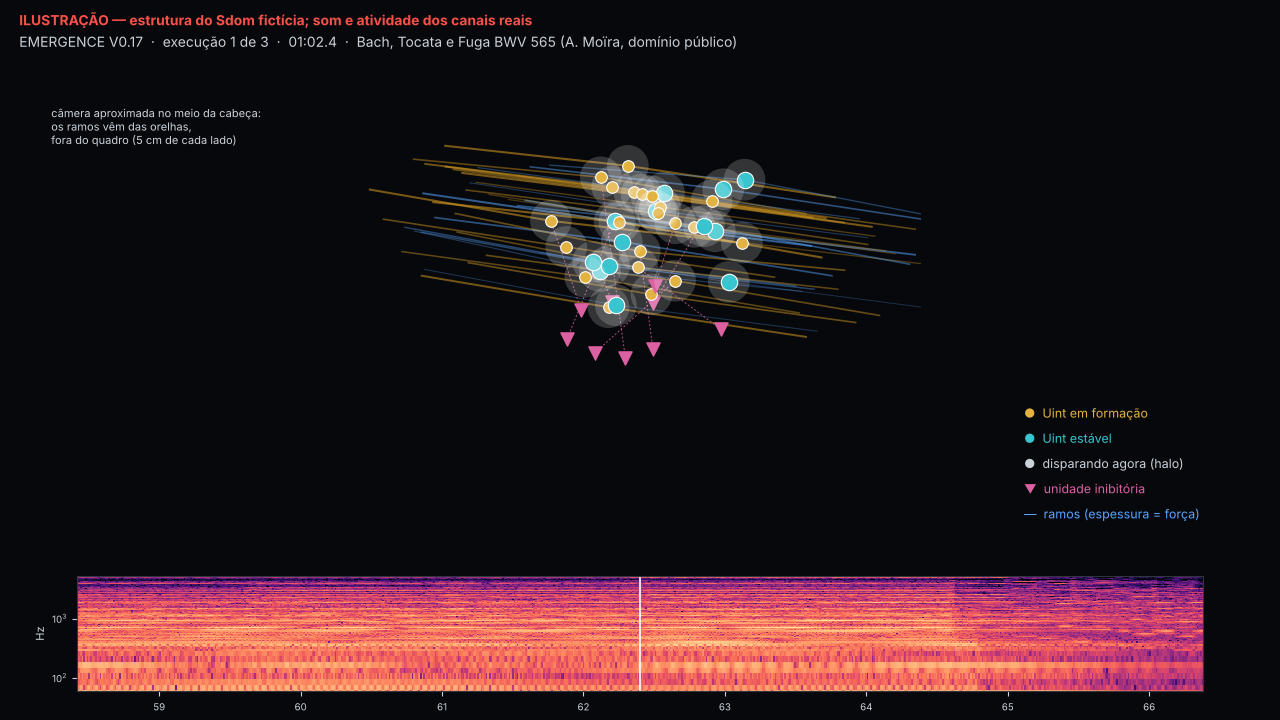 ILUSTRAÇÃO — estrutura do Sdom fictícia; som e atividade dos canais reais
EMERGENCE V0.17 · execução 1 de 3 · 01:02.4 · Bach, Tocata e Fuga BWV 565 (A. Moïra, domínio público)
câmera aproximada no meio da cabeça:
os ramos vêm das orelhas,
fora do quadro (5 cm de cada lado)
Uint em formação
Uint estável
disparando agora (halo)
unidade inibitória
ramos (espessura = força)
Hz
10³
10²
59 60 61 62 63 64 65 66